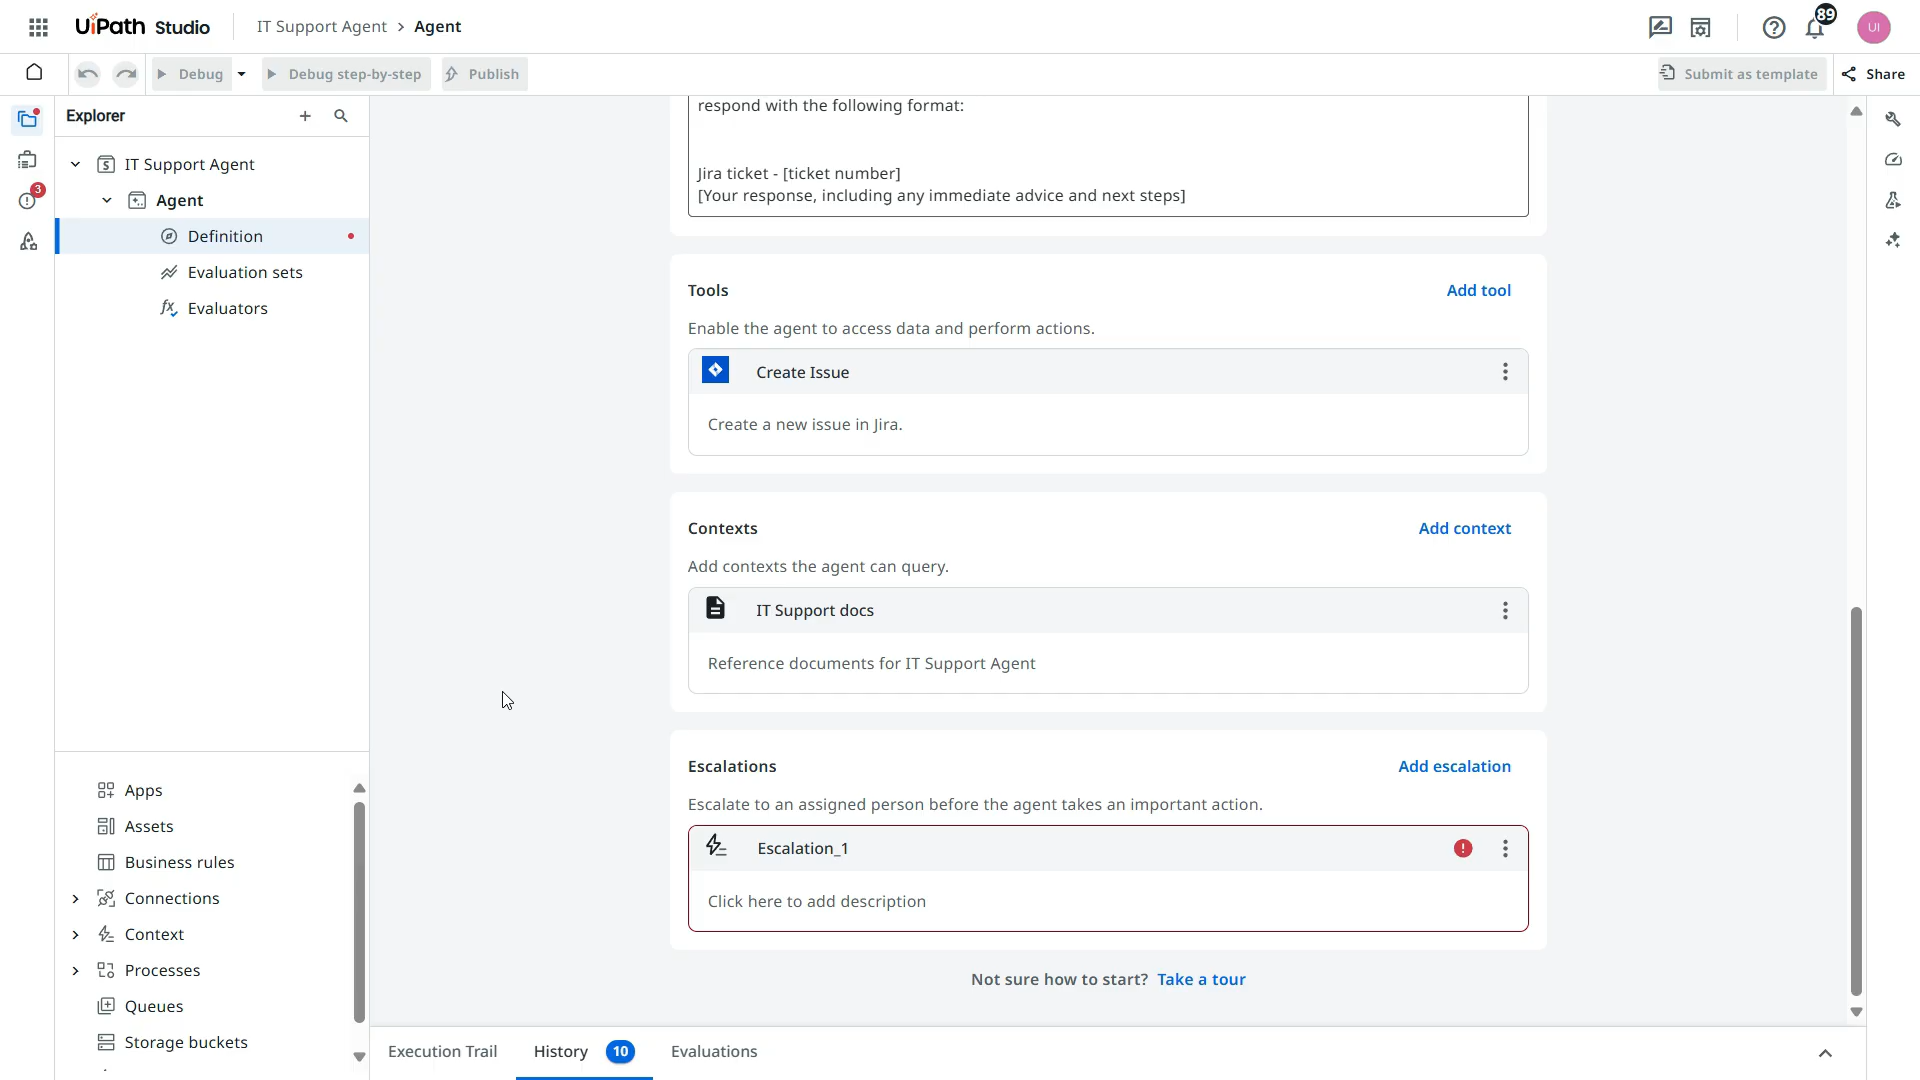 UiPath Studio
IT Support Agent > Agent
89
UI
Debug
Debug step-by-step
Publish
Submit as template
Share
Explorer
3
IT Support Agent
Agent
Definition
Evaluation sets
Evaluators
Apps
Assets
Business rules
Connections
Context
Processes
Queues
Storage buckets
respond with the following format:
Jira ticket - [ticket number]
[Your response, including any immediate advice and next steps]
Tools
Add tool
Enable the agent to access data and perform actions.
Create Issue
Create a new issue in Jira.
Contexts
Add context
Add contexts the agent can query.
IT Support docs
Reference documents for IT Support Agent
Escalations
Add escalation
Escalate to an assigned person before the agent takes an important action.
Escalation_1
Click here to add description
Not sure how to start? Take a tour
Execution Trail
History 10
Evaluations